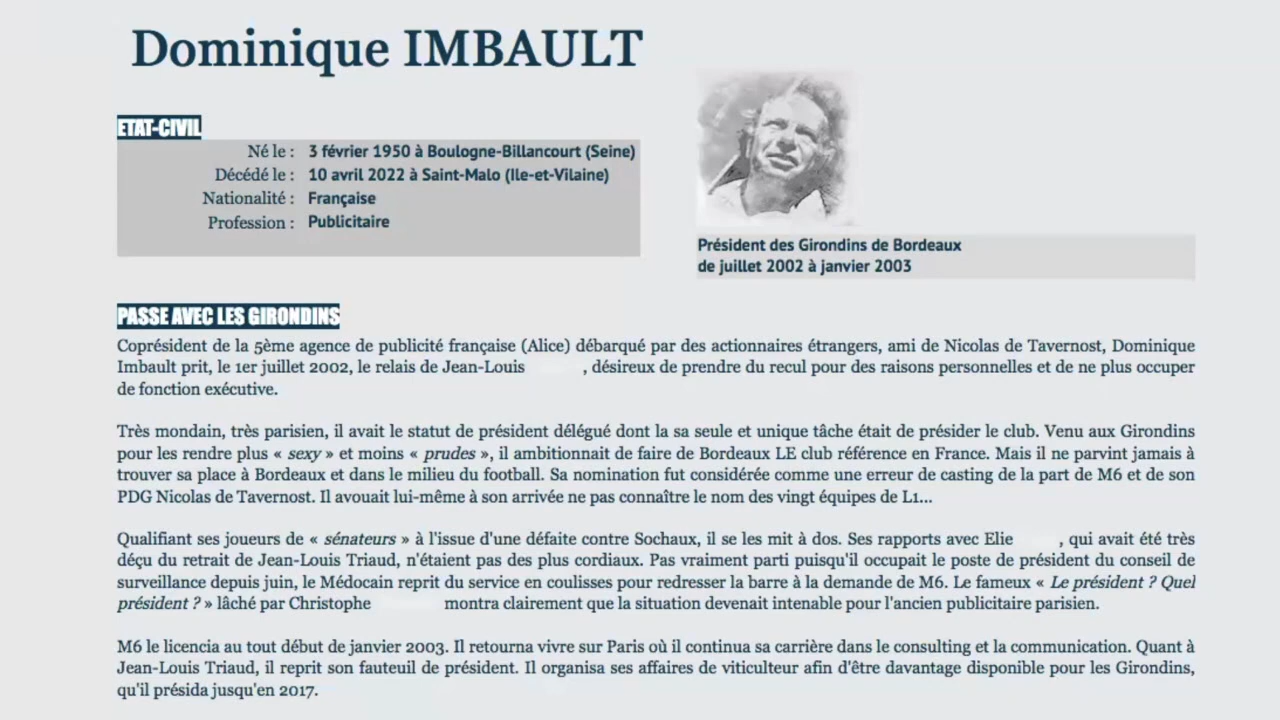 Dominique IMBAULT
ETAT-CIVIL
Né le : 3 février 1950 à Boulogne-Billancourt (Seine)
Décédé le : 10 avril 2022 à Saint-Malo (Ile-et-Vilaine)
Nationalité : Française
Profession : Publicitaire
Président des Girondins de Bordeaux
de juillet 2002 à janvier 2003
PASSE AVEC LES GIRONDINS
Coprésident de la 5ème agence de publicité française (Alice) débarqué par des actionnaires étrangers, ami de Nicolas de Tavernost, Dominique
Imbault prit, le 1er juillet 2002, le relais de Jean-Louis , désireux de prendre du recul pour des raisons personnelles et de ne plus occuper
de fonction exécutive.
Très mondain, très parisien, il avait le statut de président délégué dont la sa seule et unique tâche était de présider le club. Venu aux Girondins
pour les rendre plus « sexy » et moins « prudes », il ambitionnait de faire de Bordeaux LE club référence en France. Mais il ne parvint jamais à
trouver sa place à Bordeaux et dans le milieu du football. Sa nomination fut considérée comme une erreur de casting de la part de M6 et de son
PDG Nicolas de Tavernost. Il avouait lui-même à son arrivée ne pas connaître le nom des vingt équipes de L1...
Qualifiant ses joueurs de « sénateurs » à l'issue d'une défaite contre Sochaux, il se les mit à dos. Ses rapports avec Elie , qui avait été très
déçu du retrait de Jean-Louis Triaud, n'étaient pas des plus cordiaux. Pas vraiment parti puisqu'il occupait le poste de président du conseil de
surveillance depuis juin, le Médocain reprit du service en coulisses pour redresser la barre à la demande de M6. Le fameux « Le président ? Quel
président ? » lâché par Christophe montra clairement que la situation devenait intenable pour l'ancien publicitaire parisien.
M6 le licencia au tout début de janvier 2003. Il retourna vivre sur Paris où il continua sa carrière dans le consulting et la communication. Quant à
Jean-Louis Triaud, il reprit son fauteuil de président. Il organisa ses affaires de viticulteur afin d'être davantage disponible pour les Girondins,
qu'il présida jusqu'en 2017.